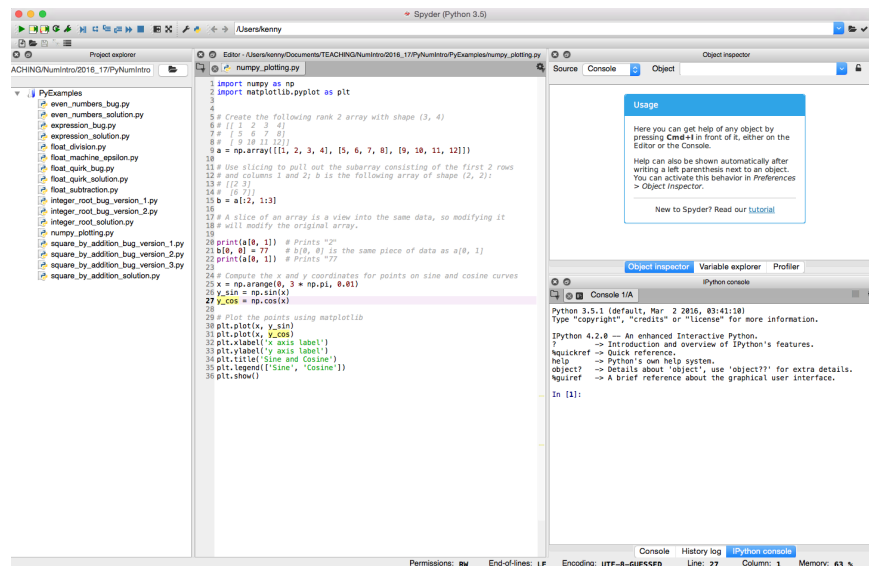 Spyder (Python 3.5)
/Users/kenny
Project explorer
ACHING/NumIntro/2016_17/PyNumIntro
PyExamples
even_numbers_bug.py
even_numbers_solution.py
expression_bug.py
expression_solution.py
float_division.py
float_machine_epsilon.py
float_quirk_bug.py
float_quirk_solution.py
float_subtraction.py
integer_root_bug_version_1.py
integer_root_bug_version_2.py
integer_root_solution.py
numpy_plotting.py
square_by_addition_bug_version_1.py
square_by_addition_bug_version_2.py
square_by_addition_bug_version_3.py
square_by_addition_solution.py
Editor - /Users/kenny/Documents/TEACHING/NumIntro/2016_17/PyNumIntro/PyExamples/numpy_plotting.py
numpy_plotting.py
1 import numpy as np
2 import matplotlib.pyplot as plt
3
4
5 # Create the following rank 2 array with shape (3, 4)
6 # [[ 1  2  3  4]
7 #  [ 5  6  7  8]
8 #  [ 9 10 11 12]]
9 a = np.array([[1, 2, 3, 4], [5, 6, 7, 8], [9, 10, 11, 12]])
10
11 # Use slicing to pull out the subarray consisting of the first 2 rows
12 # and columns 1 and 2; b is the following array of shape (2, 2):
13 # [[2 3]
14 #  [6 7]]
15 b = a[:2, 1:3]
16
17 # A slice of an array is a view into the same data, so modifying it
18 # will modify the original array.
19
20 print(a[0, 1])  # Prints "2"
21 b[0, 0] = 77    # b[0, 0] is the same piece of data as a[0, 1]
22 print(a[0, 1])  # Prints "77
23
24 # Compute the x and y coordinates for points on sine and cosine curves
25 x = np.arange(0, 3 * np.pi, 0.01)
26 y_sin = np.sin(x)
27 y_cos = np.cos(x)
28
29 # Plot the points using matplotlib
30 plt.plot(x, y_sin)
31 plt.plot(x, y_cos)
32 plt.xlabel('x axis label')
33 plt.ylabel('y axis label')
34 plt.title('Sine and Cosine')
35 plt.legend(['Sine', 'Cosine'])
36 plt.show()
Object inspector
Source Console Object
Usage
Here you can get help of any object by
pressing Cmd+I in front of it, either on the
Editor or the Console.
Help can also be shown automatically after
writing a left parenthesis next to an object.
You can activate this behavior in Preferences
> Object Inspector.
New to Spyder? Read our tutorial
Object inspector Variable explorer Profiler
IPython console
Console 1/A
Python 3.5.1 (default, Mar  2 2016, 03:41:10)
Type "copyright", "credits" or "license" for more information.
IPython 4.2.0 -- An enhanced Interactive Python.
?         -> Introduction and overview of IPython's features.
%quickref -> Quick reference.
help      -> Python's own help system.
object?   -> Details about 'object', use 'object??' for extra details.
%guiref   -> A brief reference about the graphical user interface.
In [1]:
Console History log IPython console
Permissions: RW End-of-lines: LF Encoding: UTF-8-GUESSED Line: 27 Column: 1 Memory: 63 %